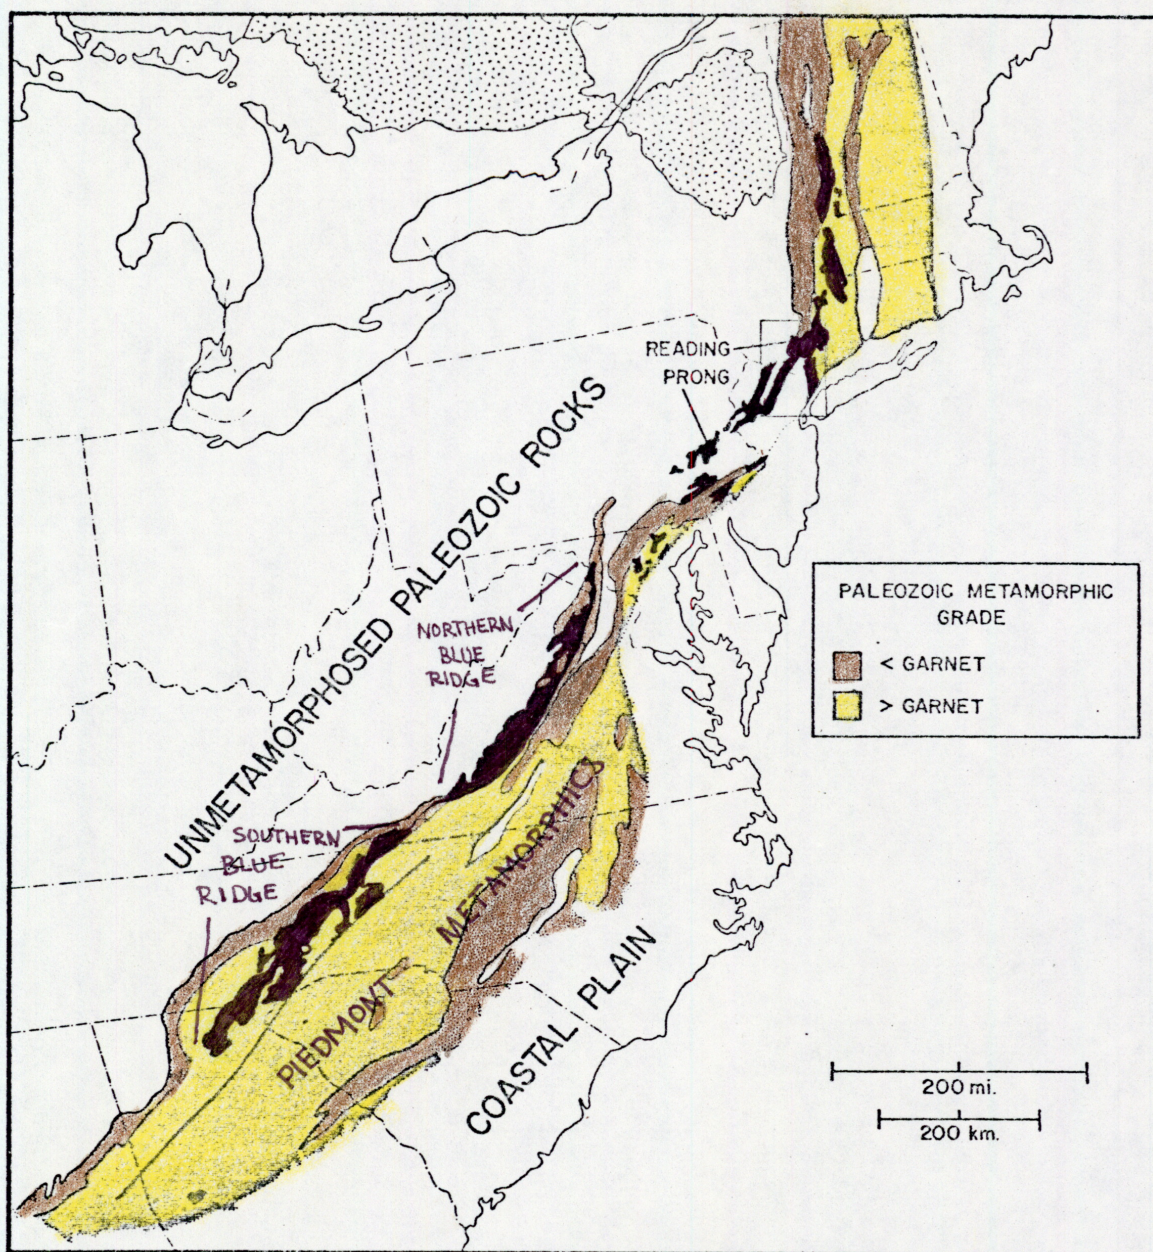 READING
PRONG
UNMETAMORPHOSED PALEOZOIC ROCKS
PALEOZOIC METAMORPHIC
GRADE
< GARNET
> GARNET
NORTHERN
BLUE
RIDGE
SOUTHERN
BLUE
RIDGE
METAMORPHICS
PIEDMONT
COASTAL PLAIN
200 mi.
200 km.